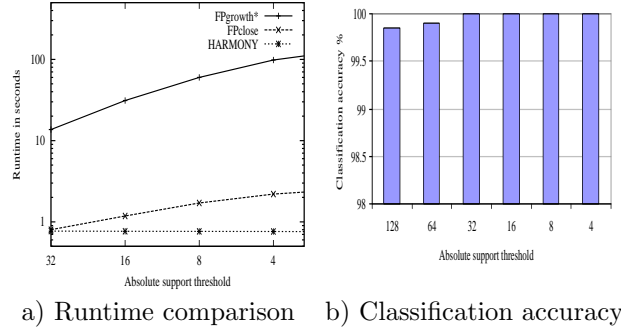 FPgrowth*
FPclose
HARMONY
100
10
1
Runtime in seconds
32 16 8 4
Absolute support threshold
a) Runtime comparison
100
99.5
99
98.5
98
Classification accuracy %
128 64 32 16 8 4
Absolute support threshold
b) Classification accuracy